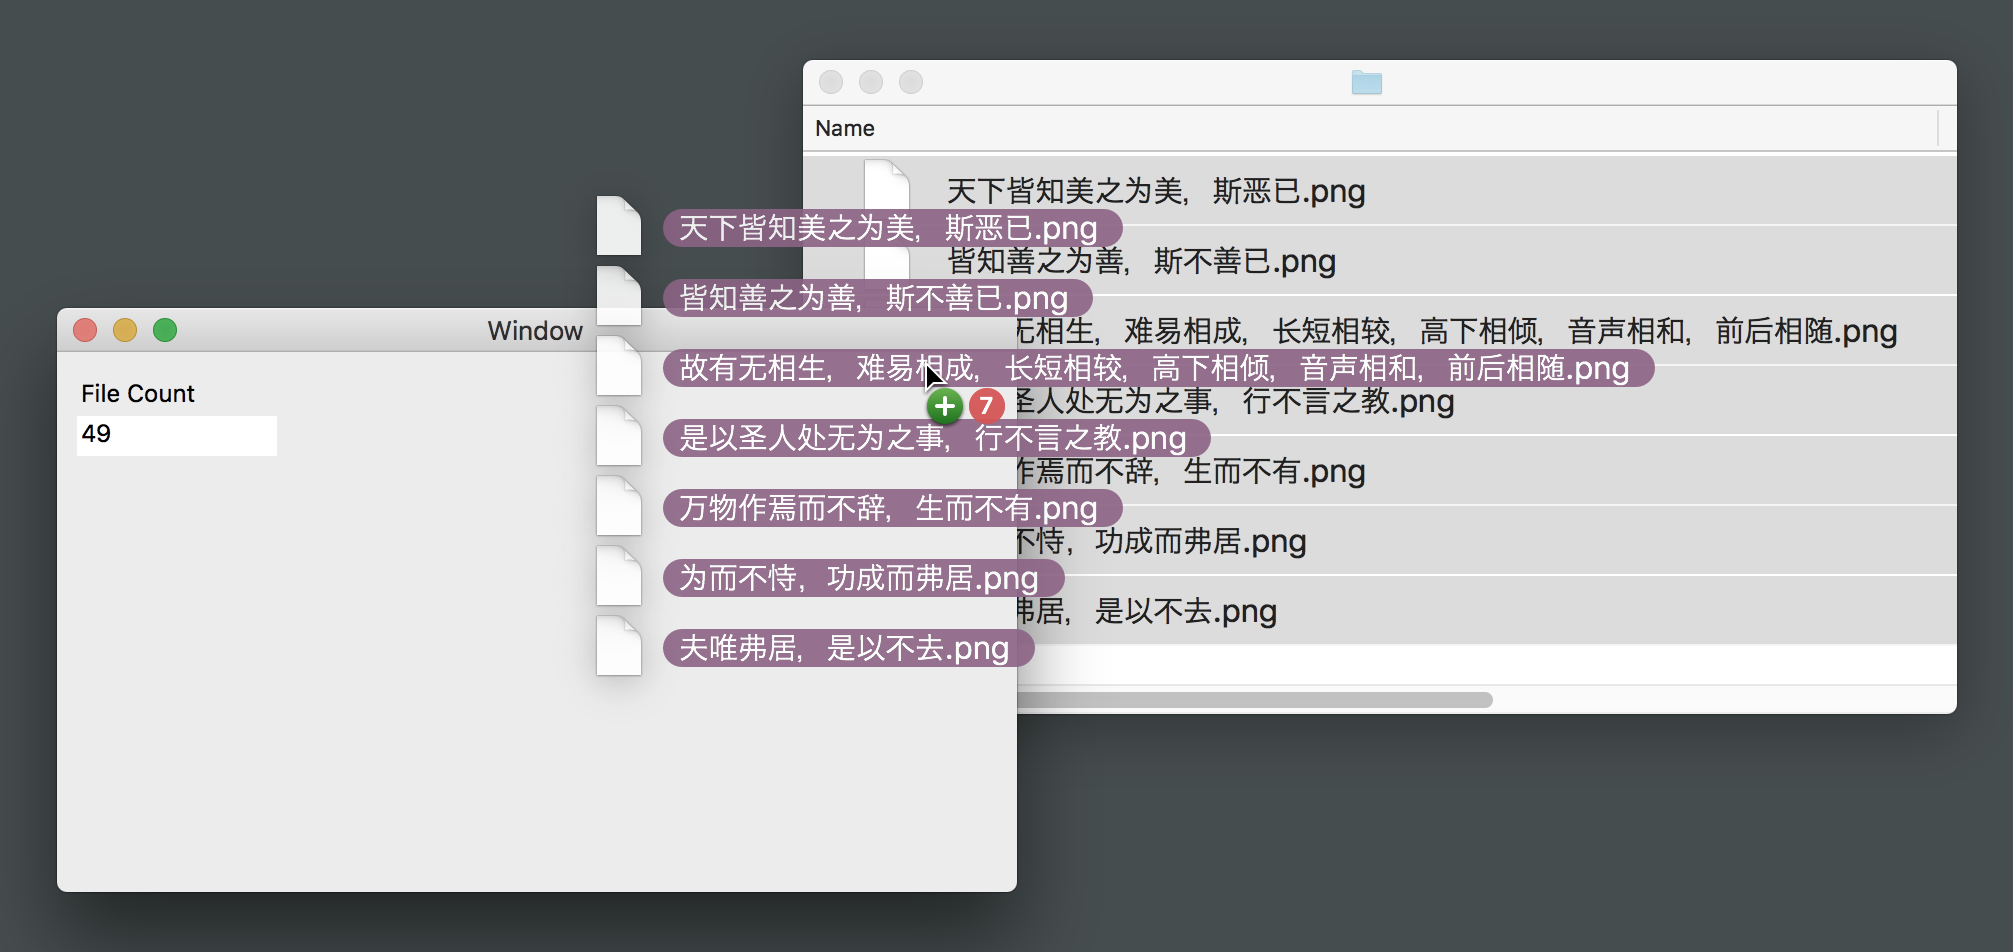 Name
天下皆知美之为美，斯恶已.png
皆知善之为善，斯不善已.png
无相生，难易相成，长短相较，高下相倾，音声相和，前后相随.png
圣人处无为之事，行不言之教.png
作焉而不辞，生而不有.png
不恃，功成而弗居.png
弗居，是以不去.png
天下皆知美之为美，斯恶已.png
皆知善之为善，斯不善已.png
故有无相生，难易相成，长短相较，高下相倾，音声相和，前后相随.png
7
是以圣人处无为之事，行不言之教.png
万物作焉而不辞，生而不有.png
为而不恃，功成而弗居.png
夫唯弗居，是以不去.png
Window
File Count
49